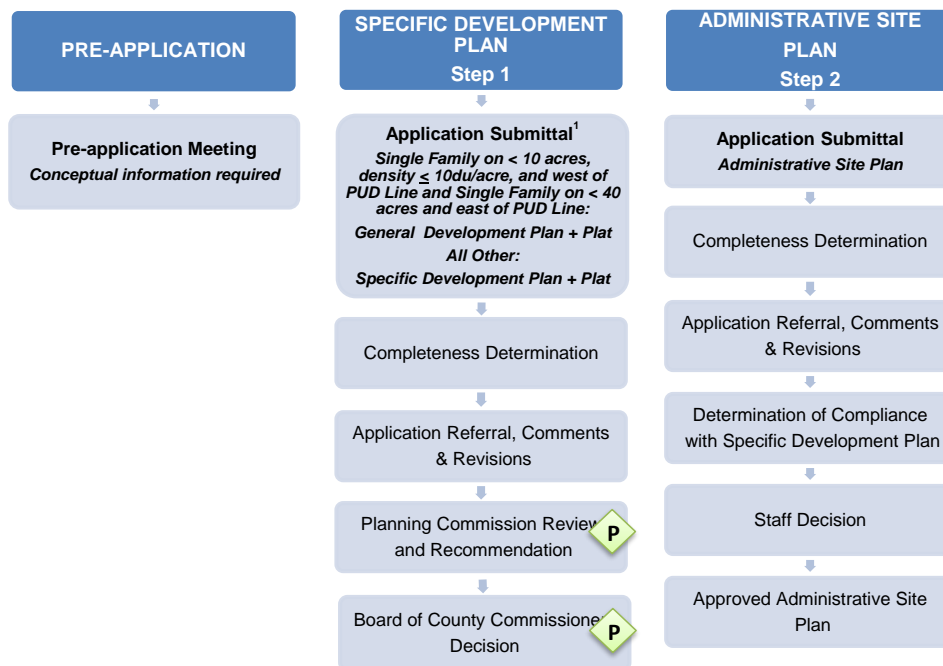 PRE-APPLICATION
Pre-application Meeting
Conceptual information required
SPECIFIC DEVELOPMENT
PLAN
Step 1
Application Submittal1
Single Family on < 10 acres,
density < 10du/acre, and west of
PUD Line and Single Family on < 40
acres and east of PUD Line:
General Development Plan + Plat
All Other:
Specific Development Plan + Plat
Completeness Determination
Application Referral, Comments
& Revisions
Planning Commission Review
and Recommendation
P
Board of County Commissione
Decision
P
ADMINISTRATIVE SITE
PLAN
Step 2
Application Submittal
Administrative Site Plan
Completeness Determination
Application Referral, Comments
& Revisions
Determination of Compliance
with Specific Development Plan
Staff Decision
Approved Administrative Site
Plan